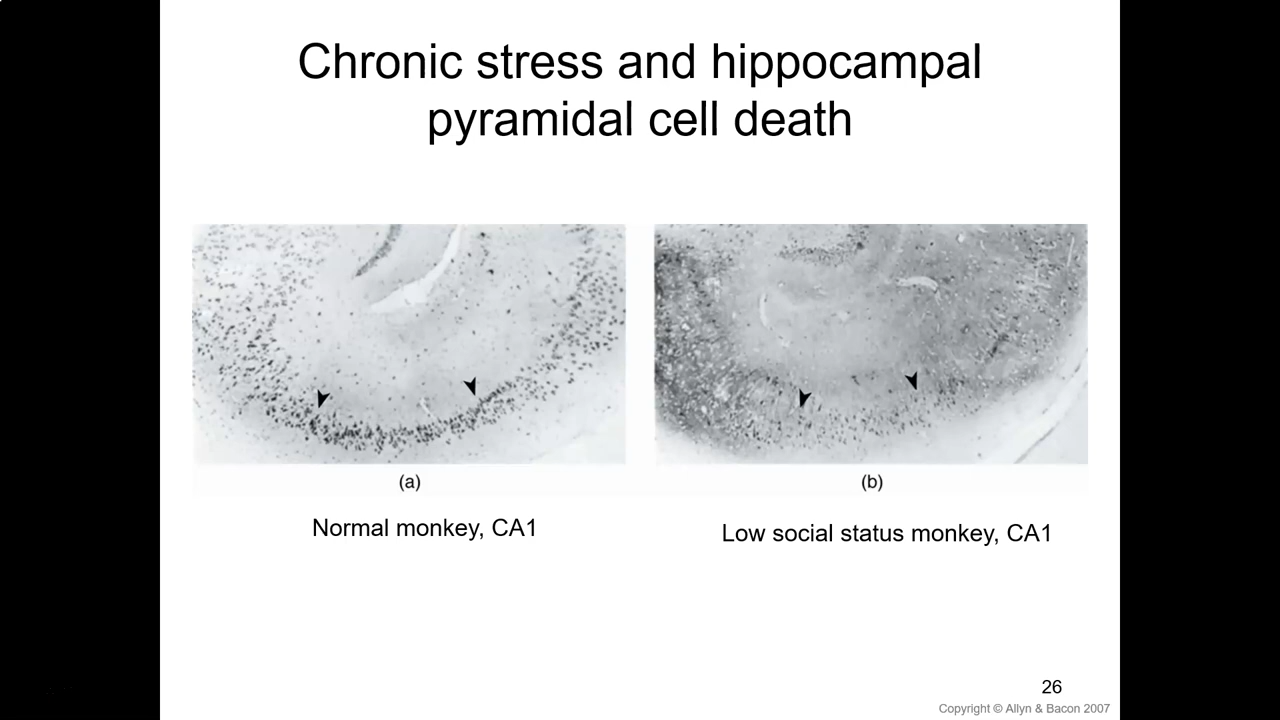 Chronic stress and hippocampal
pyramidal cell death
(a)
(b)
Normal monkey, CA1
Low social status monkey, CA1
26
Copyright © Allyn & Bacon 2007